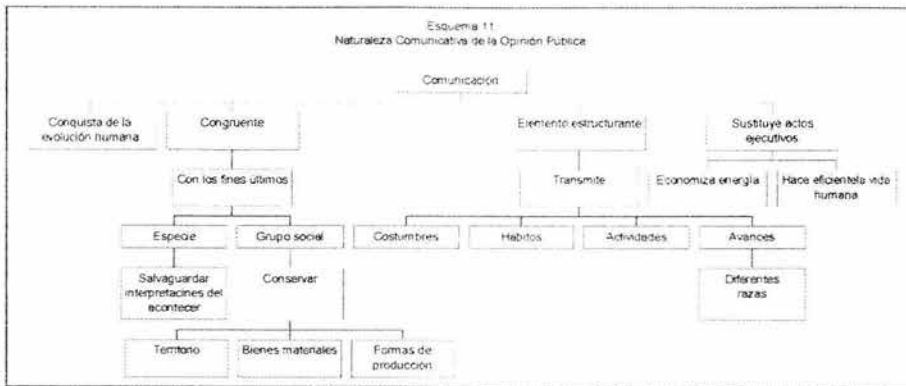 Esquema 11
Naturaleza Comunicativa de la Opinión Pública
Comunicación
Conquista de la
evolución humana
Congruente
Elemento estructurante
Sustituye actos
ejecutivos
Con los fines últimos
Transmite
Economiza energía
Hace eficientela vida
humana
Especie
Grupo social
Costumbres
Hábitos
Actividades
Avances
Salvaguardar
interpretacines del
acontecer
Conservar
Diferentes
razas
Territorio
Bienes materiales
Formas de
producción